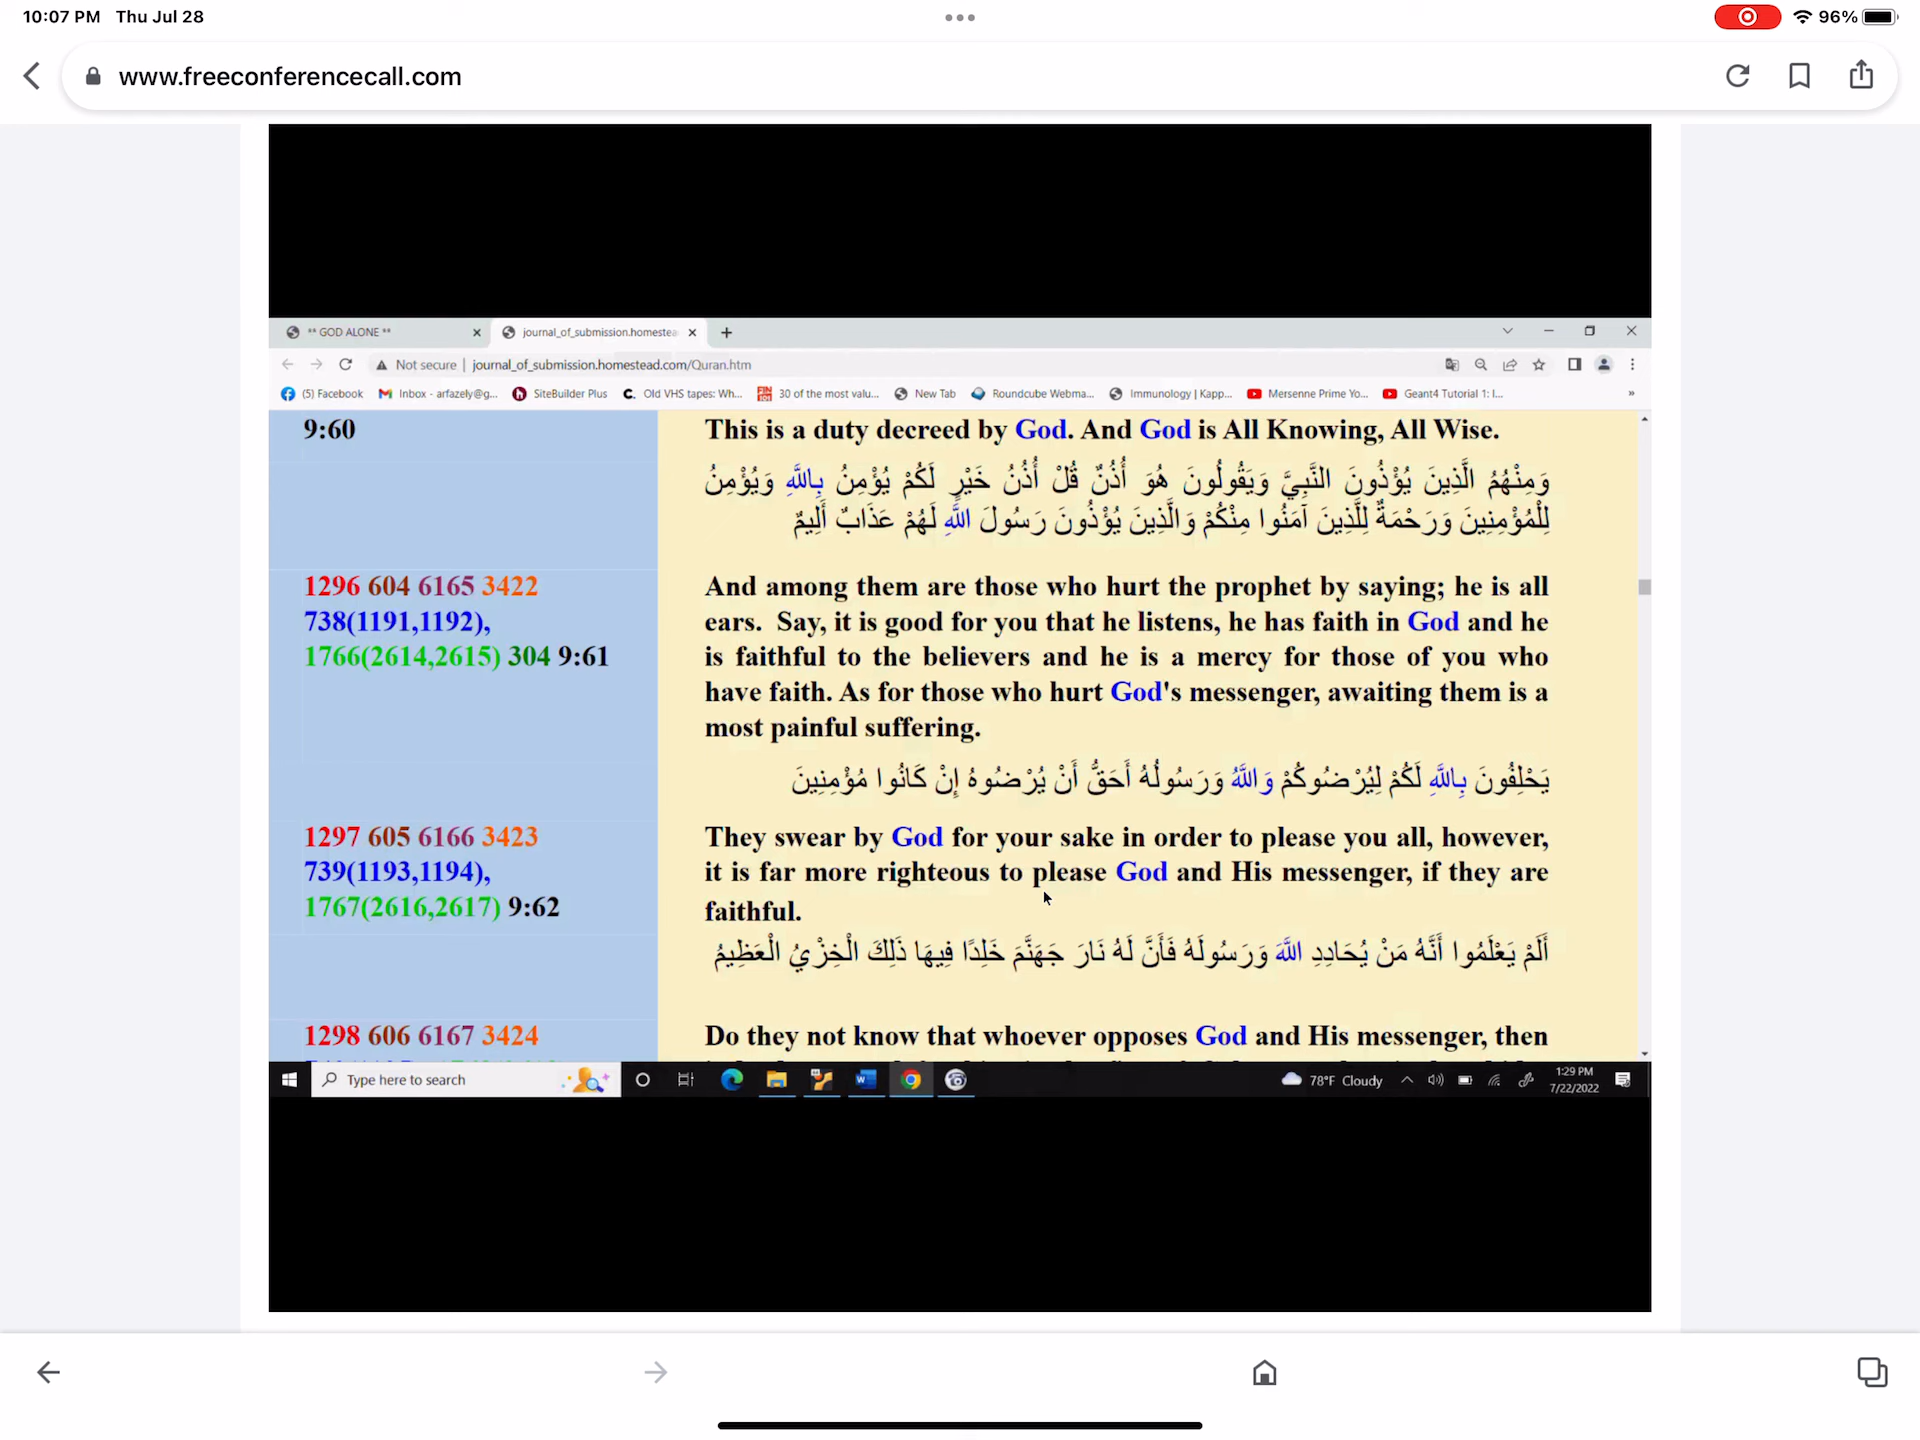 10:07 PM Thu Jul 28
96%
www.freeconferencecall.com
** GOD ALONE **
journal_of_submission.homestea
Not secure | journal_of_submission.homestead.com/Quran.htm
(5) Facebook
Inbox - arfazely@g...
SiteBuilder Plus
Old VHS tapes: Wh...
30 of the most valu...
New Tab
Roundcube Webma...
Immunology | Kapp...
Mersenne Prime Yo...
Geant4 Tutorial 1: I...
»
9:60
This is a duty decreed by God. And God is All Knowing, All Wise.
وَمِنْهُمُ الَّذِينَ يُؤْذُونَ النَّبِيَّ وَيَقُولُونَ هُوَ أُذُنٌ قُلْ أُذُنُ خَيْرٍ لَكُمْ يُؤْمِنُ بِاللَّهِ وَيُؤْمِنُ
لِلْمُؤْمِنِينَ وَرَحْمَةٌ لِلَّذِينَ آمَنُوا مِنْكُمْ وَالَّذِينَ يُؤْذُونَ رَسُولَ اللَّهِ لَهُمْ عَذَابٌ أَلِيمٌ
1296 604 6165 3422
738(1191,1192),
1766(2614,2615) 304 9:61
And among them are those who hurt the prophet by saying; he is all
ears. Say, it is good for you that he listens, he has faith in God and he
is faithful to the believers and he is a mercy for those of you who
have faith. As for those who hurt God's messenger, awaiting them is a
most painful suffering.
يَحْلِفُونَ بِاللَّهِ لَكُمْ لِيُرْضُوكُمْ وَاللَّهُ وَرَسُولُهُ أَحَقُّ أَنْ يُرْضُوهُ إِنْ كَانُوا مُؤْمِنِينَ
1297 605 6166 3423
739(1193,1194),
1767(2616,2617) 9:62
They swear by God for your sake in order to please you all, however,
it is far more righteous to please God and His messenger, if they are
faithful.
أَلَمْ يَعْلَمُوا أَنَّهُ مَنْ يُحَادِدِ اللَّهَ وَرَسُولَهُ فَأَنَّ لَهُ نَارَ جَهَنَّمَ خَلِدًا فِيهَا ذَلِكَ الْخِزْيُ الْعَظِيمُ
1298 606 6167 3424
Do they not know that whoever opposes God and His messenger, then
Type here to search
78°F Cloudy
1:29 PM
7/22/2022